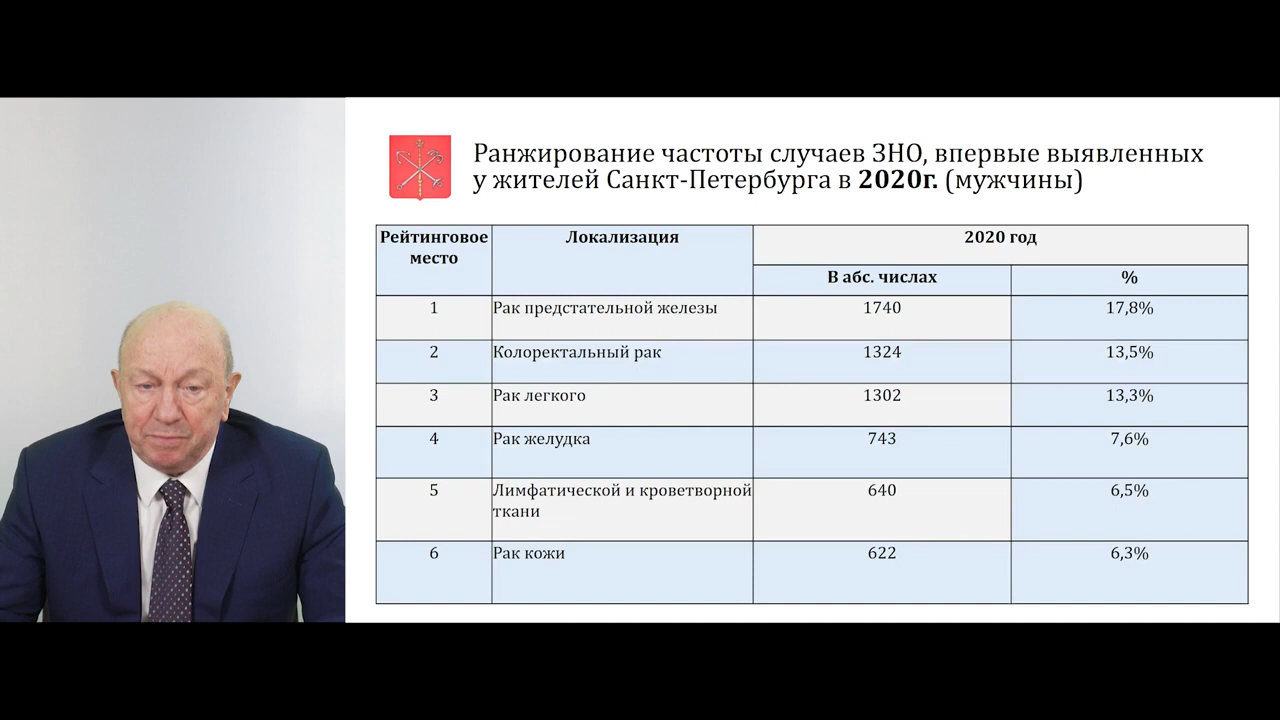 Ранжирование частоты случаев ЗНО, впервые выявленных
у жителей Санкт-Петербурга в 2020г. (мужчины)
Рейтинговое место Локализация 2020 год
В абс. числах %
1 Рак предстательной железы 1740 17,8%
2 Колоректальный рак 1324 13,5%
3 Рак легкого 1302 13,3%
4 Рак желудка 743 7,6%
5 Лимфатической и кроветворной ткани 640 6,5%
6 Рак кожи 622 6,3%